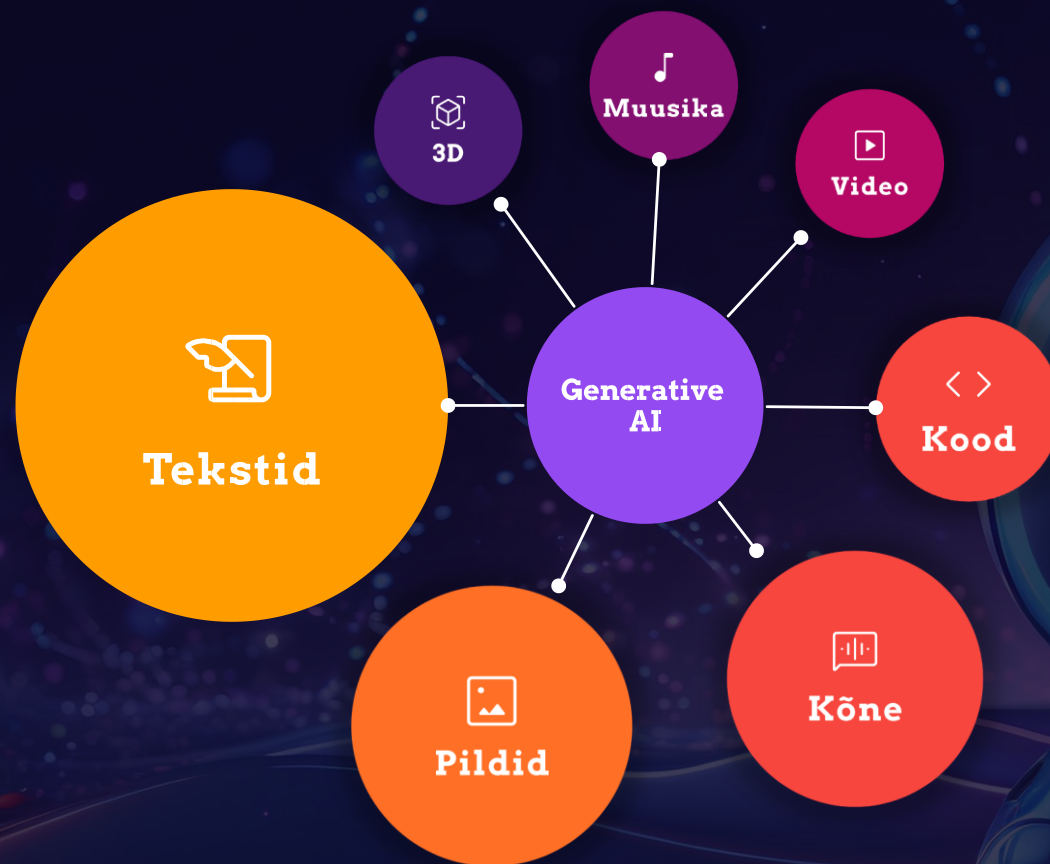 Muusika
3D
Video
Generative
AI
Kood
Tekstid
Kõne
Pildid